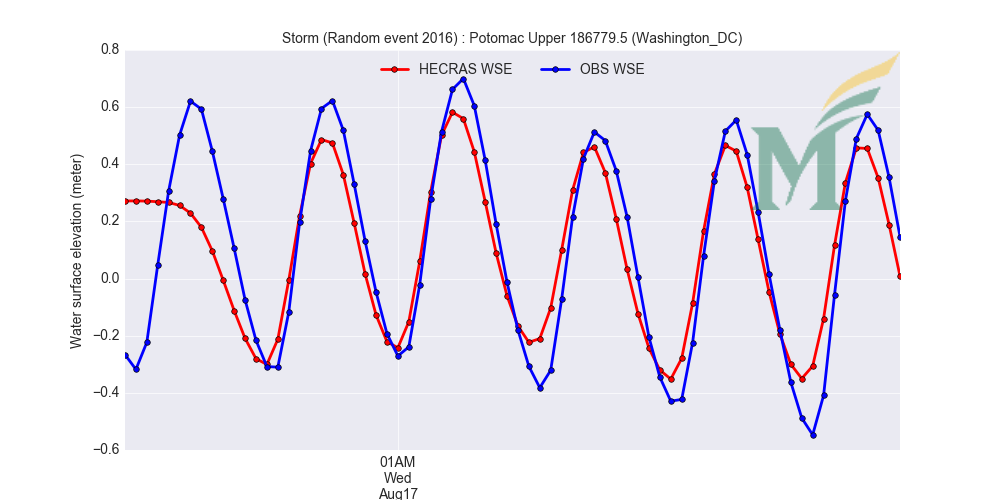 Storm (Random event 2016) : Potomac Upper 186779.5 (Washington_DC)
HECRAS WSE
OBS WSE
M
Water surface elevation (meter)
0.8
0.6
0.4
0.2
0.0
−0.2
−0.4
−0.6
01AM
Wed
Aug17